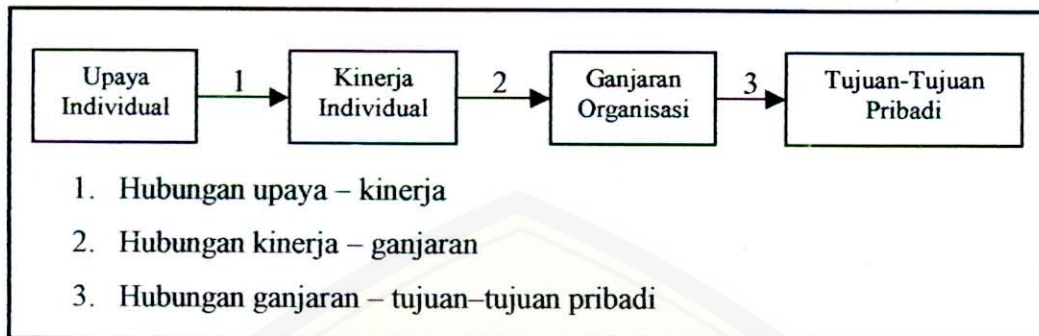 Upaya
Individual
1
Kinerja
Individual
2
Ganjaran
Organisasi
3
Tujuan-Tujuan
Pribadi
1. Hubungan upaya – kinerja
2. Hubungan kinerja – ganjaran
3. Hubungan ganjaran – tujuan–tujuan pribadi